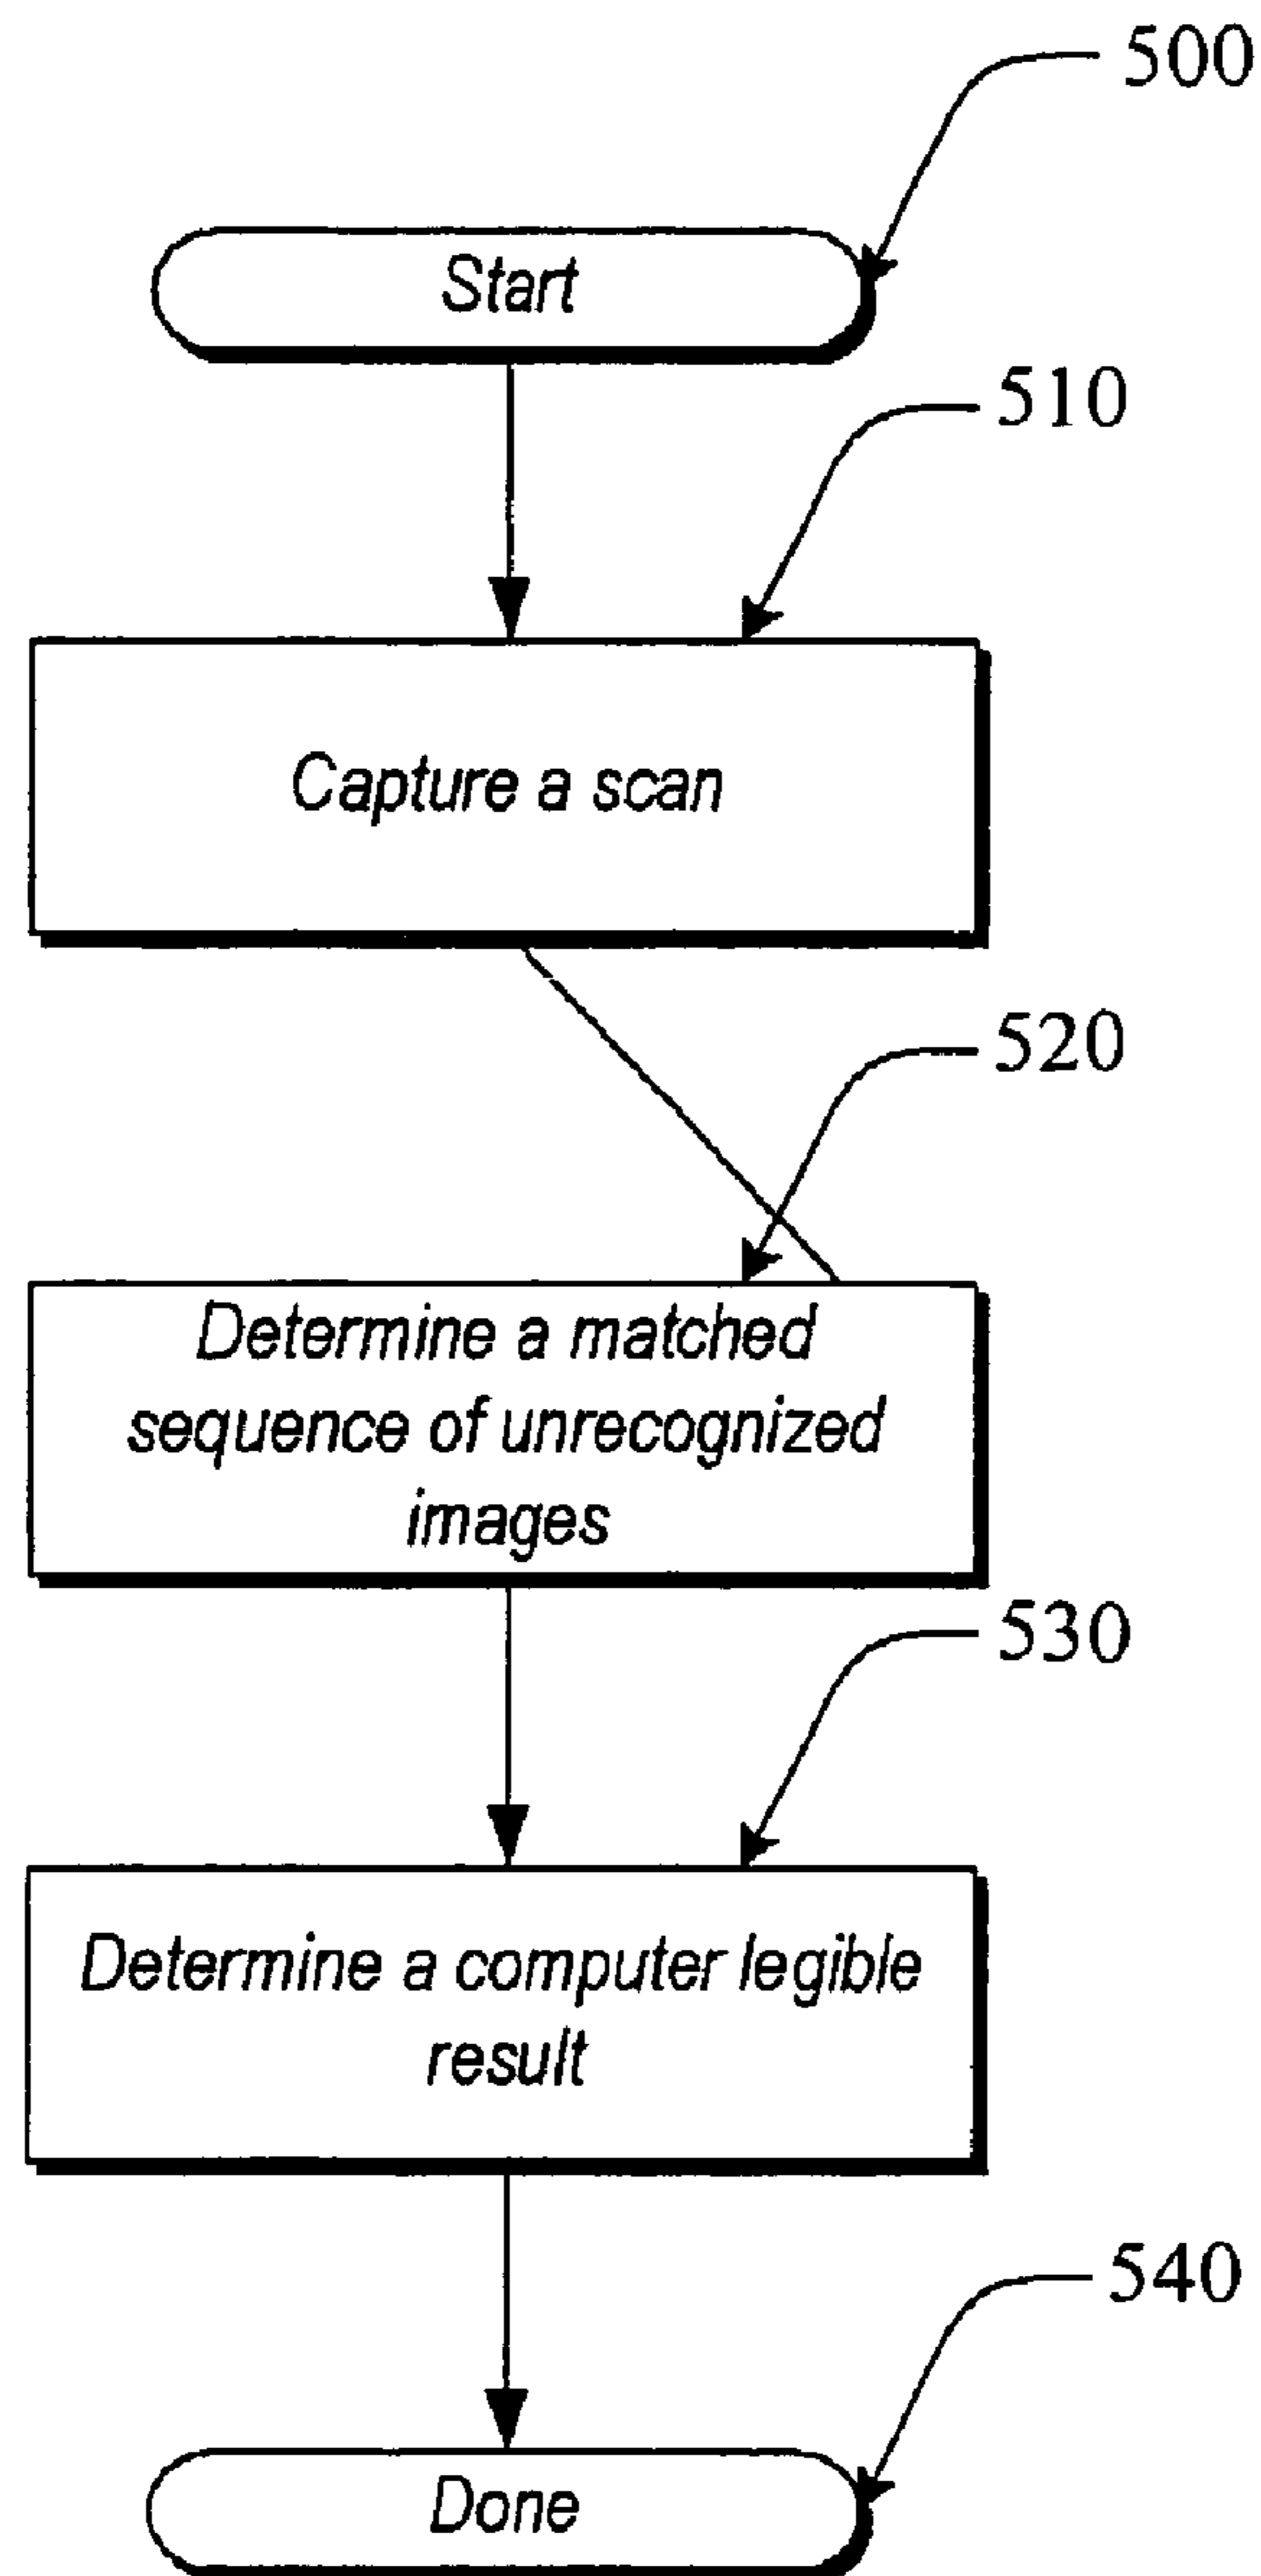 500
Start
510
Capture a scan
520
Determine a matched
sequence of unrecognized
images
530
Determine a computer legible
result
540
Done